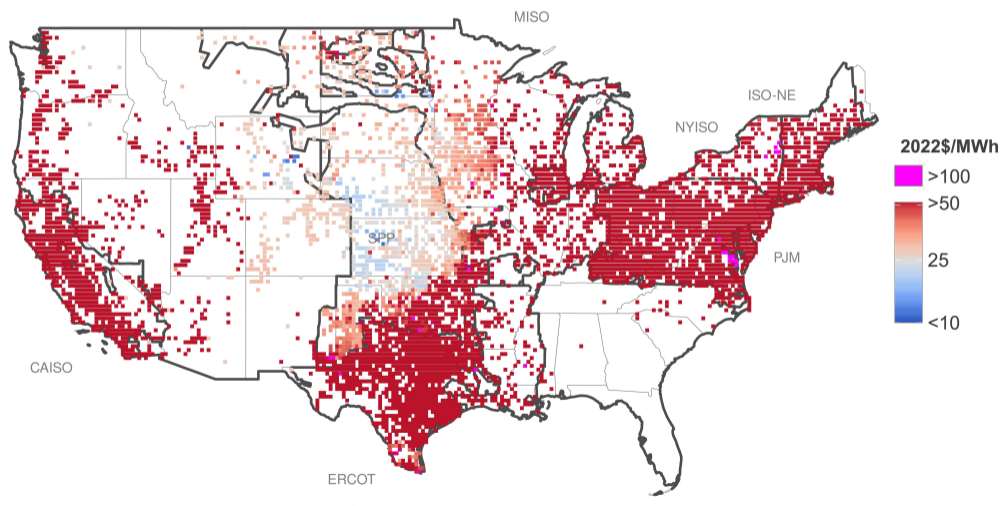 MISO
ISO-NE
NYISO
2022$/MWh
>100
>50
SPP
PJM
25
<10
CAISO
ERCOT